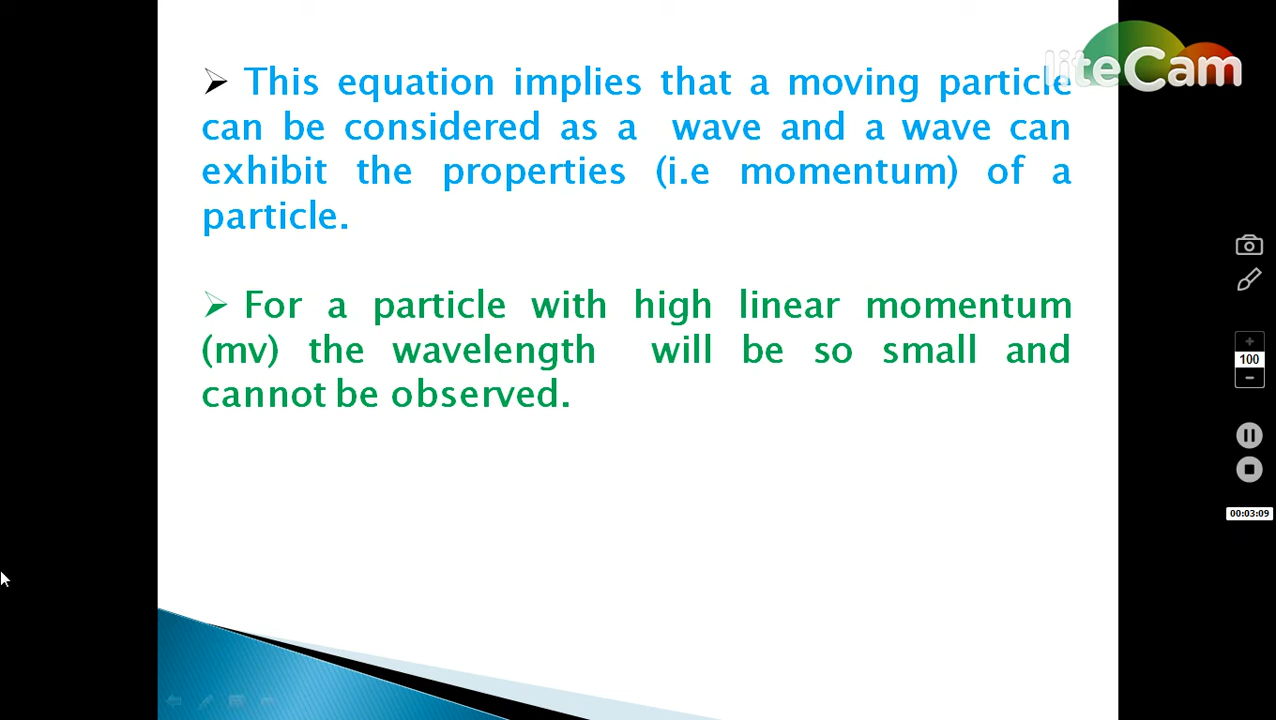 ➢ This equation implies that a moving particle
can be considered as a wave and a wave can
exhibit the properties (i.e momentum) of a
particle.
➢ For a particle with high linear momentum
(mv) the wavelength will be so small and
cannot be observed.
liteCam
100
00:03:09